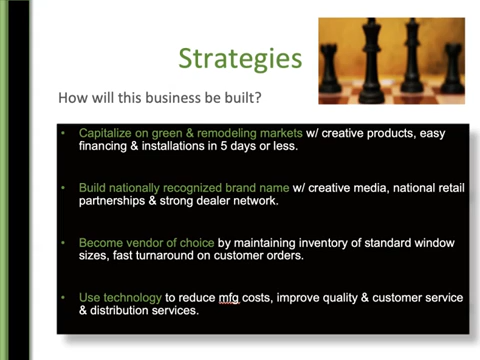 Strategies
How will this business be built?
• Capitalize on green & remodeling markets w/ creative products, easy
financing & installations in 5 days or less.
• Build nationally recognized brand name w/ creative media, national retail
partnerships & strong dealer network.
• Become vendor of choice by maintaining inventory of standard window
sizes, fast turnaround on customer orders.
• Use technology to reduce mfg costs, improve quality & customer service
& distribution services.